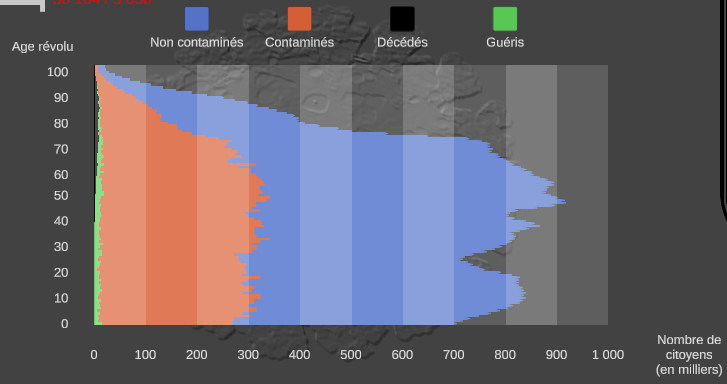 Non contaminés
Contaminés
Décédés
Guéris
Age révolu
100
90
80
70
60
50
40
30
20
10
0
0 100 200 300 400 500 600 700 800 900 1 000
Nombre de
citoyens
(en milliers)